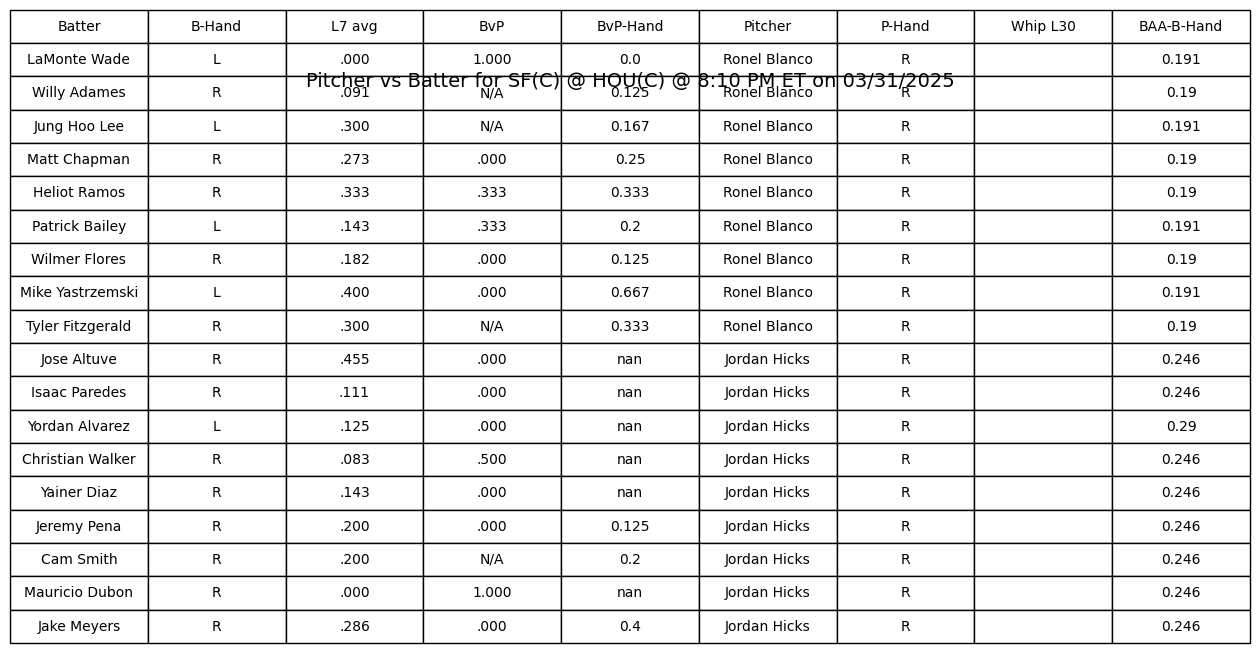 Batter B-Hand L7 avg BvP BvP-Hand Pitcher P-Hand Whip L30 BAA-B-Hand
LaMonte Wade L .000 1.000 0.0 Ronel Blanco R 0.191
Pitcher vs Batter for SF(C) @ HOU(C) @ 8:10 PM ET on 03/31/2025
Willy Adames R .091 N/A 0.125 Ronel Blanco R 0.19
Jung Hoo Lee L .300 N/A 0.167 Ronel Blanco R 0.191
Matt Chapman R .273 .000 0.25 Ronel Blanco R 0.19
Heliot Ramos R .333 .333 0.333 Ronel Blanco R 0.19
Patrick Bailey L .143 .333 0.2 Ronel Blanco R 0.191
Wilmer Flores R .182 .000 0.125 Ronel Blanco R 0.19
Mike Yastrzemski L .400 .000 0.667 Ronel Blanco R 0.191
Tyler Fitzgerald R .300 N/A 0.333 Ronel Blanco R 0.19
Jose Altuve R .455 .000 nan Jordan Hicks R 0.246
Isaac Paredes R .111 .000 nan Jordan Hicks R 0.246
Yordan Alvarez L .125 .000 nan Jordan Hicks R 0.29
Christian Walker R .083 .500 nan Jordan Hicks R 0.246
Yainer Diaz R .143 .000 nan Jordan Hicks R 0.246
Jeremy Pena R .200 .000 0.125 Jordan Hicks R 0.246
Cam Smith R .200 N/A 0.2 Jordan Hicks R 0.246
Mauricio Dubon R .000 1.000 nan Jordan Hicks R 0.246
Jake Meyers R .286 .000 0.4 Jordan Hicks R 0.246